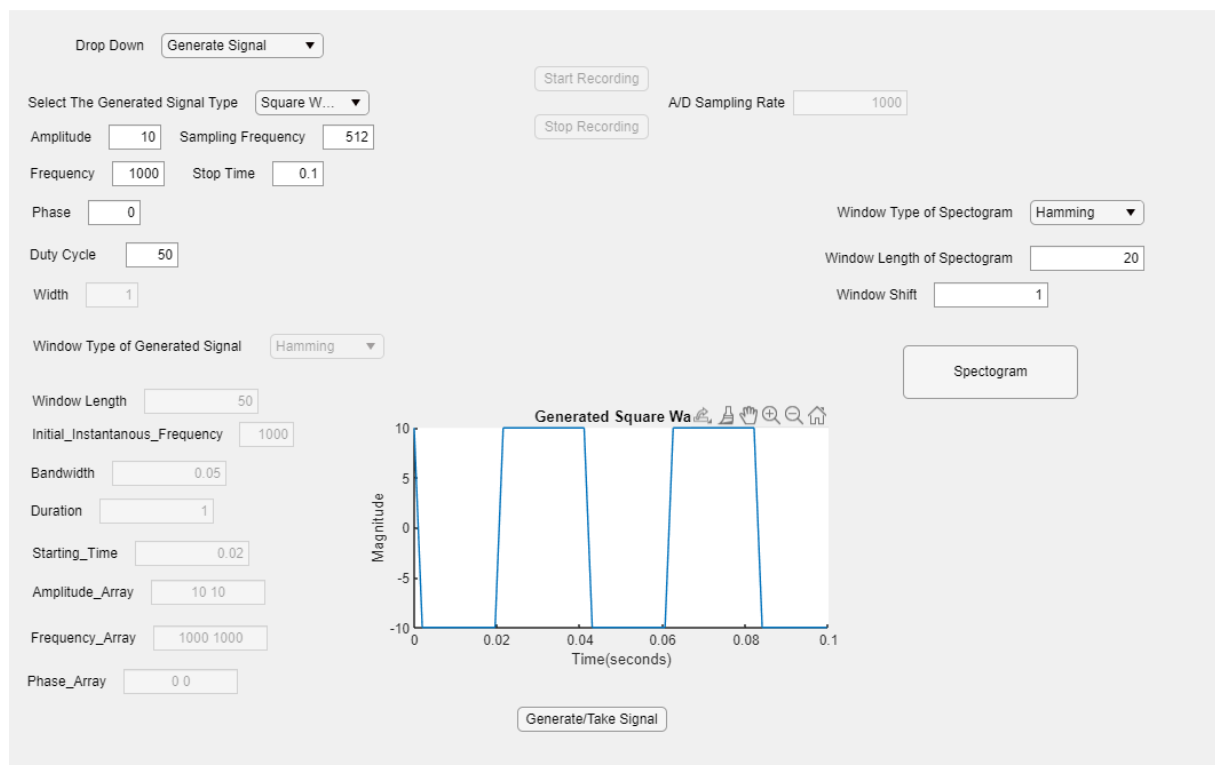 Drop Down Generate Signal
Start Recording
Select The Generated Signal Type Square W...
A/D Sampling Rate 1000
Amplitude 10 Sampling Frequency 512
Stop Recording
Frequency 1000 Stop Time 0.1
Phase 0
Window Type of Spectogram Hamming
Duty Cycle 50
Window Length of Spectogram 20
Width 1
Window Shift 1
Window Type of Generated Signal Hamming
Spectogram
Window Length 50
Initial_Instantanous_Frequency 1000
Bandwidth 0.05
Duration 1
Starting_Time 0.02
Amplitude_Array 10 10
Frequency_Array 1000 1000
Phase_Array 0 0
Generated Square Wa
10
5
0
-5
-10
Magnitude
0 0.02 0.04 0.06 0.08 0.1
Time(seconds)
Generate/Take Signal